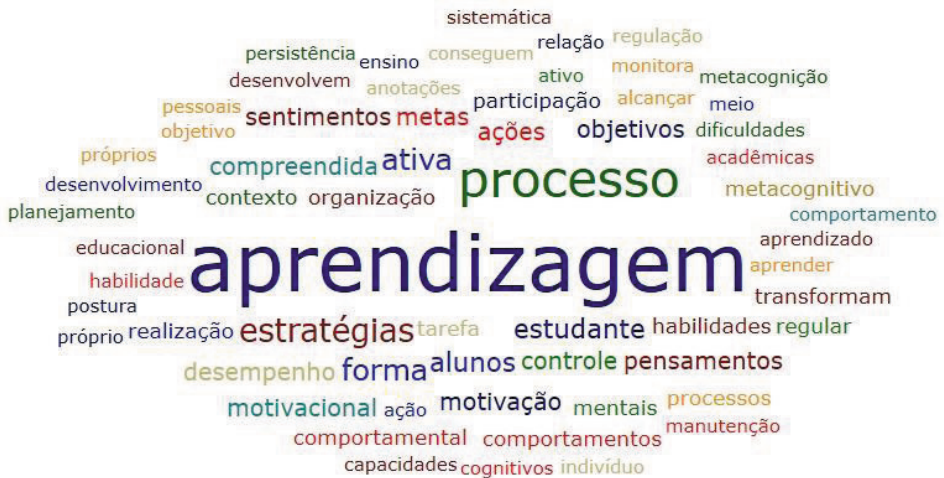 sistemática
persistência ensino conseguem relação regulação
desenvolvem anotações ativo monitora metacognição
pessoais sentimentos metas participação alcançar meio
objetivo ações objetivos dificuldades
próprios compreendida ativa processo acadêmicas
desenvolvimento contexto organização metacognitivo
planejamento comportamento
educacional aprendizagem aprendizado
habilidade aprender
postura transformam
próprio realização estratégias tarefa estudante habilidades regular
desempenho forma alunos controle pensamentos
motivacional ação motivação mentais processos
comportamental comportamentos manutenção
capacidades cognitivos indivíduo